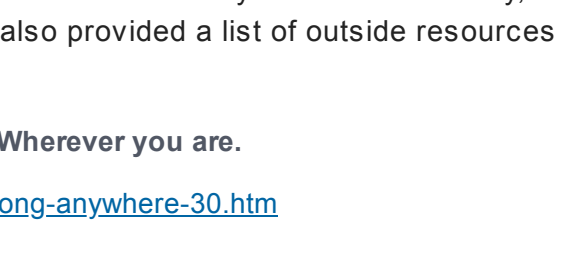 also provided a list of outside resources
Wherever you are.
ong-anywhere-30.htm